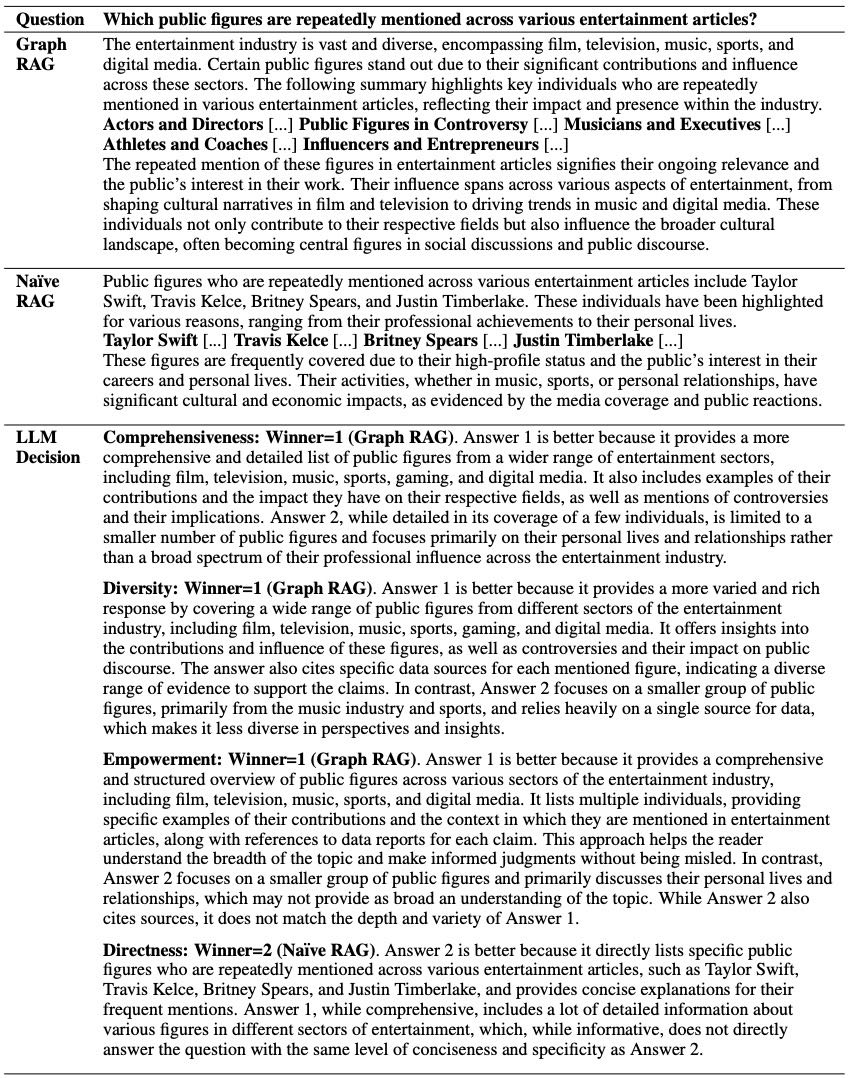 Question Which public figures are repeatedly mentioned across various entertainment articles?
Graph The entertainment industry is vast and diverse, encompassing film, television, music, sports, and
RAG digital media. Certain public figures stand out due to their significant contributions and influence
across these sectors. The following summary highlights key individuals who are repeatedly
mentioned in various entertainment articles, reflecting their impact and presence within the industry.
Actors and Directors [...] Public Figures in Controversy [...] Musicians and Executives [...]
Athletes and Coaches [...] Influencers and Entrepreneurs [...]
The repeated mention of these figures in entertainment articles signifies their ongoing relevance and
the public's interest in their work. Their influence spans across various aspects of entertainment, from
shaping cultural narratives in film and television to driving trends in music and digital media. These
individuals not only contribute to their respective fields but also influence the broader cultural
landscape, often becoming central figures in social discussions and public discourse.
Naïve Public figures who are repeatedly mentioned across various entertainment articles include Taylor
RAG Swift, Travis Kelce, Britney Spears, and Justin Timberlake. These individuals have been highlighted
for various reasons, ranging from their professional achievements to their personal lives.
Taylor Swift [...] Travis Kelce [...] Britney Spears [...] Justin Timberlake [...]
These figures are frequently covered due to their high-profile status and the public's interest in their
careers and personal lives. Their activities, whether in music, sports, or personal relationships, have
significant cultural and economic impacts, as evidenced by the media coverage and public reactions.
LLM Comprehensiveness: Winner=1 (Graph RAG). Answer 1 is better because it provides a more
Decision comprehensive and detailed list of public figures from a wider range of entertainment sectors,
including film, television, music, sports, gaming, and digital media. It also includes examples of their
contributions and the impact they have on their respective fields, as well as mentions of controversies
and their implications. Answer 2, while detailed in its coverage of a few individuals, is limited to a
smaller number of public figures and focuses primarily on their personal lives and relationships rather
than a broad spectrum of their professional influence across the entertainment industry.
Diversity: Winner=1 (Graph RAG). Answer 1 is better because it provides a more varied and rich
response by covering a wide range of public figures from different sectors of the entertainment
industry, including film, television, music, sports, gaming, and digital media. It offers insights into
the contributions and influence of these figures, as well as controversies and their impact on public
discourse. The answer also cites specific data sources for each mentioned figure, indicating a diverse
range of evidence to support the claims. In contrast, Answer 2 focuses on a smaller group of public
figures, primarily from the music industry and sports, and relies heavily on a single source for data,
which makes it less diverse in perspectives and insights.
Empowerment: Winner=1 (Graph RAG). Answer 1 is better because it provides a comprehensive
and structured overview of public figures across various sectors of the entertainment industry,
including film, television, music, sports, and digital media. It lists multiple individuals, providing
specific examples of their contributions and the context in which they are mentioned in entertainment
articles, along with references to data reports for each claim. This approach helps the reader
understand the breadth of the topic and make informed judgments without being misled. In contrast,
Answer 2 focuses on a smaller group of public figures and primarily discusses their personal lives and
relationships, which may not provide as broad an understanding of the topic. While Answer 2 also
cites sources, it does not match the depth and variety of Answer 1.
Directness: Winner=2 (Naïve RAG). Answer 2 is better because it directly lists specific public
figures who are repeatedly mentioned across various entertainment articles, such as Taylor Swift,
Travis Kelce, Britney Spears, and Justin Timberlake, and provides concise explanations for their
frequent mentions. Answer 1, while comprehensive, includes a lot of detailed information about
various figures in different sectors of entertainment, which, while informative, does not directly
answer the question with the same level of conciseness and specificity as Answer 2.